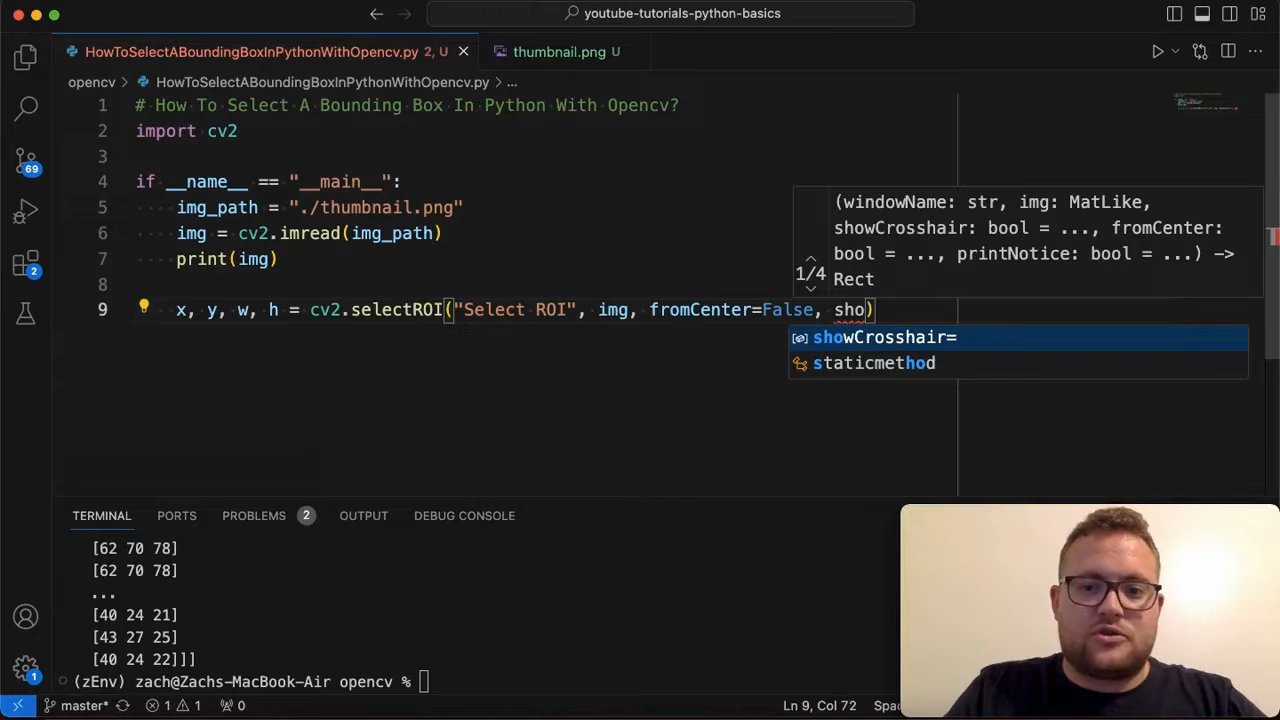 youtube-tutorials-python-basics
HowToSelectABoundingBoxInPythonWithOpencv.py 2, U
thumbnail.png U
opencv > HowToSelectABoundingBoxInPythonWithOpencv.py > ...
1 # How To Select A Bounding Box In Python With Opencv?
2 import cv2
3
4 if __name__ == "__main__":
5 img_path = "./thumbnail.png"
6 img = cv2.imread(img_path)
7 print(img)
8
9 x, y, w, h = cv2.selectROI("Select ROI", img, fromCenter=False, sho)
(windowName: str, img: MatLike,
showCrosshair: bool = ..., fromCenter:
bool = ..., printNotice: bool = ...) ->
Rect
1/4
showCrosshair=
staticmethod
69
2
1
TERMINAL PORTS PROBLEMS 2 OUTPUT DEBUG CONSOLE
[62 70 78]
[62 70 78]
...
[40 24 21]
[43 27 25]
[40 24 22]]]
(zEnv) zach@Zachs-MacBook-Air opencv %
master* 1 1 0 Ln 9, Col 72 Spac